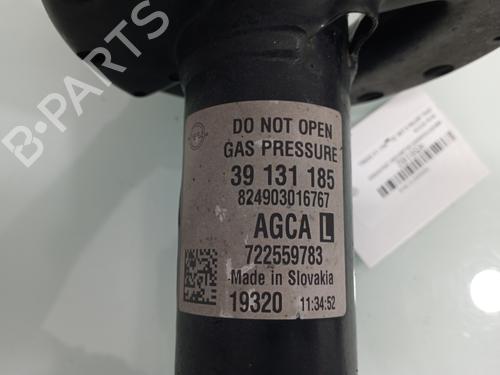 DO NOT OPEN
GAS PRESSURE
39 131 185
824903016767
AGCA L
722559783
Made in Slovakia
19320 11:34:52
B-PARTS